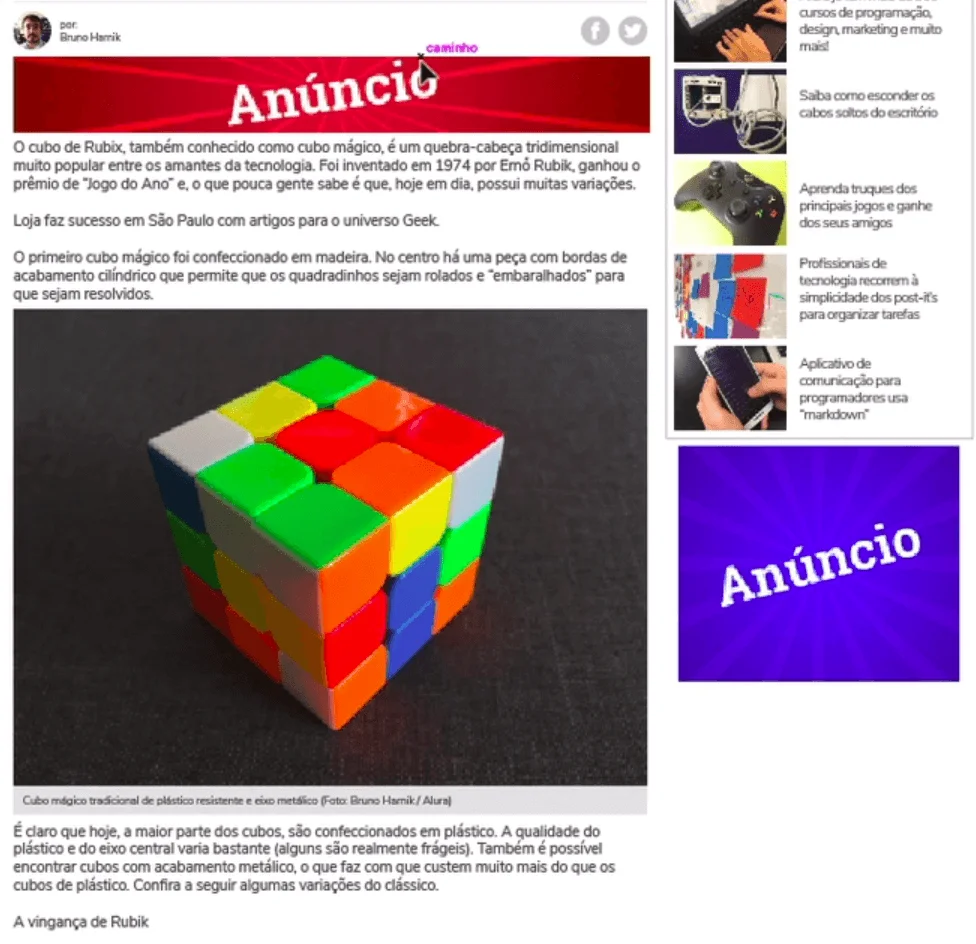 por:
Bruno Harnik
caminho
Anúncio
O cubo de Rubix, também conhecido como cubo mágico, é um quebra-cabeça tridimensional
muito popular entre os amantes da tecnologia. Foi inventado em 1974 por Ernő Rubik, ganhou o
prêmio de “Jogo do Ano” e, o que pouca gente sabe é que, hoje em dia, possui muitas variações.
Loja faz sucesso em São Paulo com artigos para o universo Geek.
O primeiro cubo mágico foi confeccionado em madeira. No centro há uma peça com bordas de
acabamento cilíndrico que permite que os quadradinhos sejam rolados e “embaralhados” para
que sejam resolvidos.
Cubo mágico tradicional de plástico resistente e eixo metálico (Foto: Bruno Harnik / Alura)
É claro que hoje, a maior parte dos cubos, são confeccionados em plástico. A qualidade do
plástico e do eixo central varia bastante (alguns são realmente frágeis). Também é possível
encontrar cubos com acabamento metálico, o que faz com que custem muito mais do que os
cubos de plástico. Confira a seguir algumas variações do clássico.
A vingança de Rubik
cursos de programação,
design, marketing e muito
mais!
Saiba como esconder os
cabos soltos do escritório
Aprenda truques dos
principais jogos e ganhe
dos seus amigos
Profissionais de
tecnologia recorrem à
simplicidade dos post-it's
para organizar tarefas
Aplicativo de
comunicação para
programadores usa
“markdown”
Anúncio